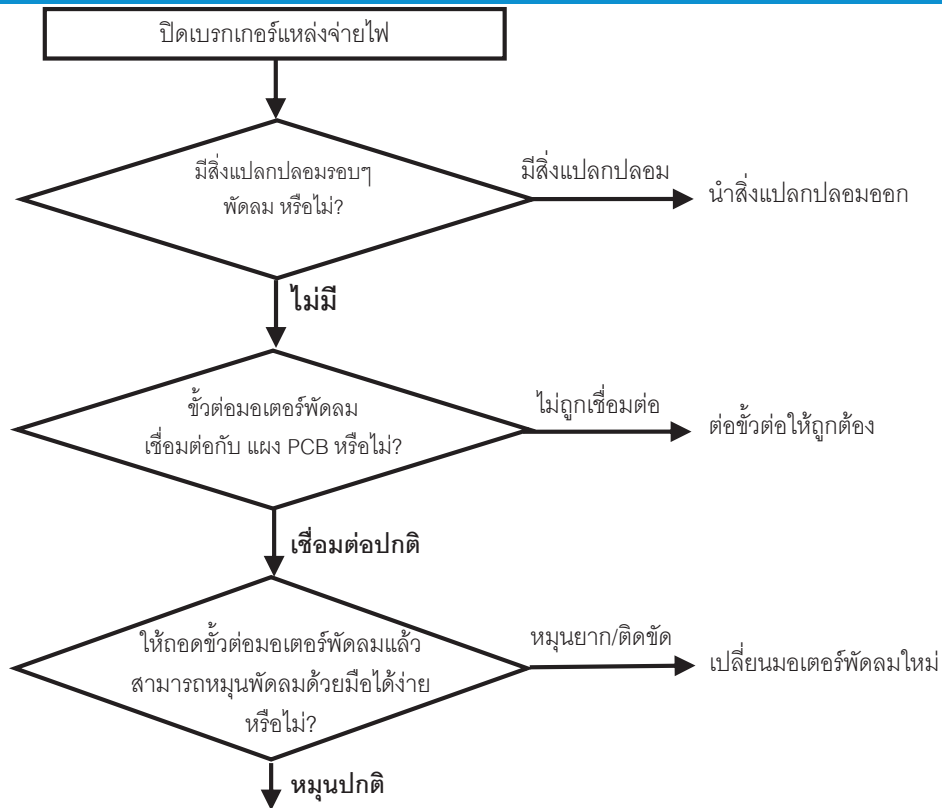 ปิดเบรกเกอร์แหล่งจ่ายไฟ
มีสิ่งแปลกปลอมรอบๆ
พัดลม หรือไม่?
มีสิ่งแปลกปลอม
นำสิ่งแปลกปลอมออก
ไม่มี
ขั้วต่อมอเตอร์พัดลม
เชื่อมต่อกับ แผง PCB หรือไม่?
ไม่ถูกเชื่อมต่อ
ต่อขั้วต่อให้ถูกต้อง
เชื่อมต่อปกติ
ให้ถอดขั้วต่อมอเตอร์พัดลมแล้ว
สามารถหมุนพัดลมด้วยมือได้ง่าย
หรือไม่?
หมุนยาก/ติดขัด
เปลี่ยนมอเตอร์พัดลมใหม่
หมุนปกติ